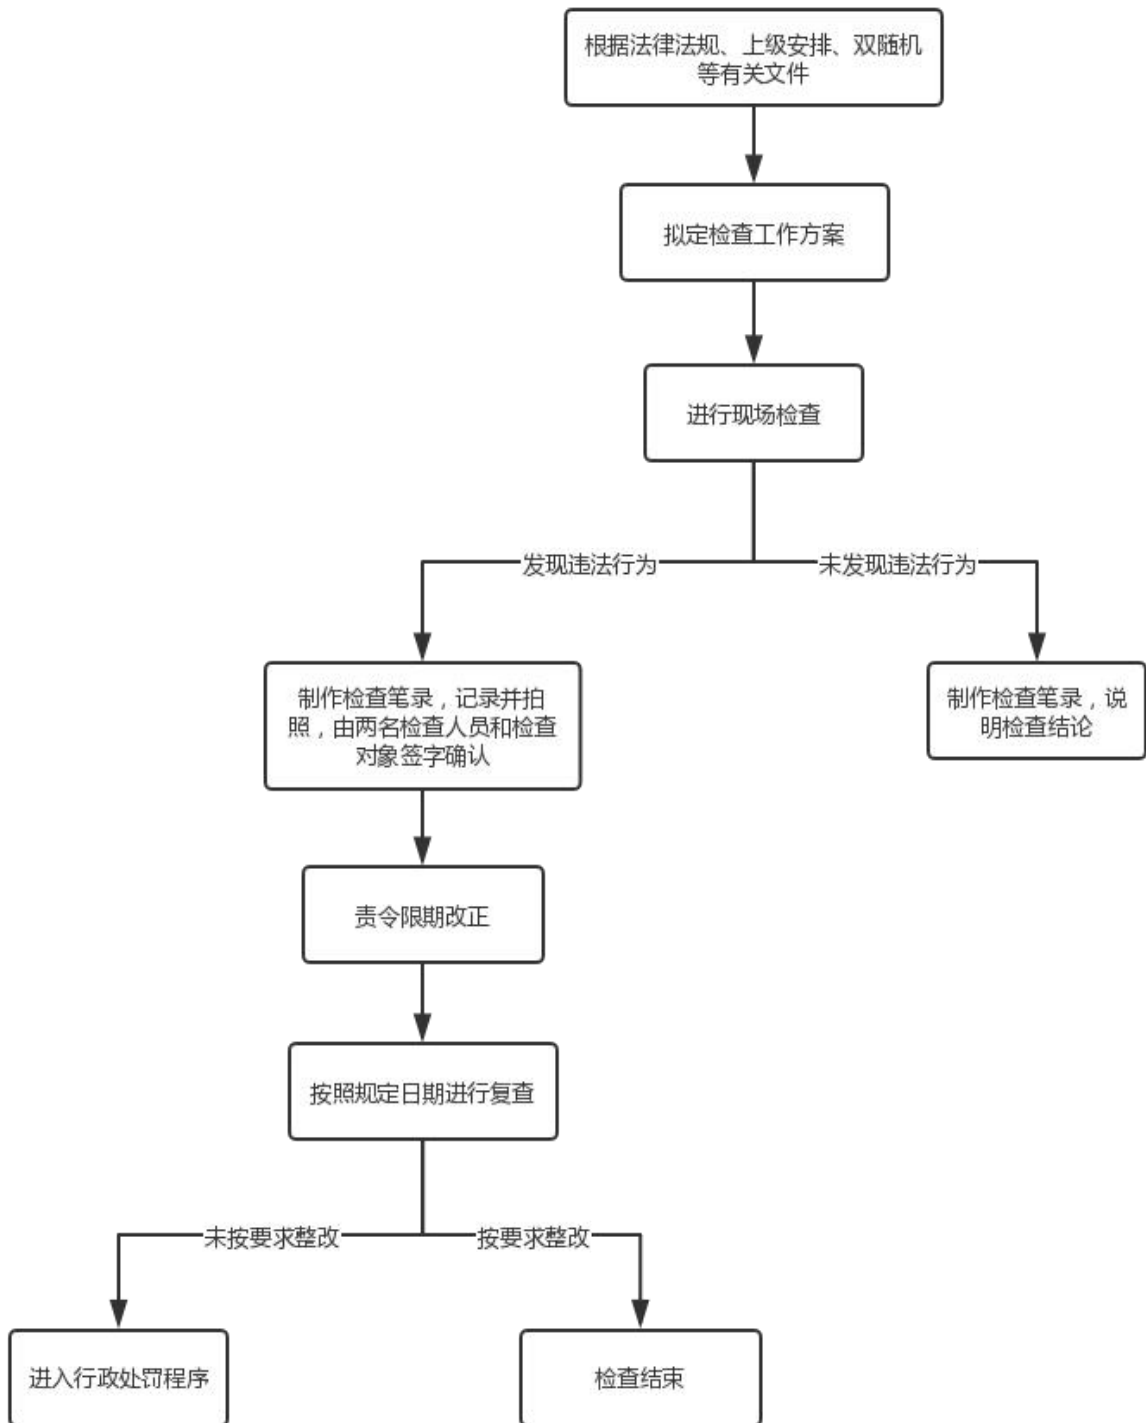 根据法律法规、上级安排、双随机
等有关文件
拟定检查工作方案
进行现场检查
发现违法行为
未发现违法行为
制作检查笔录，记录并拍
照，由两名检查人员和检查
对象签字确认
制作检查笔录，说
明检查结论
责令限期改正
按照规定日期进行复查
未按要求整改
按要求整改
进入行政处罚程序
检查结束